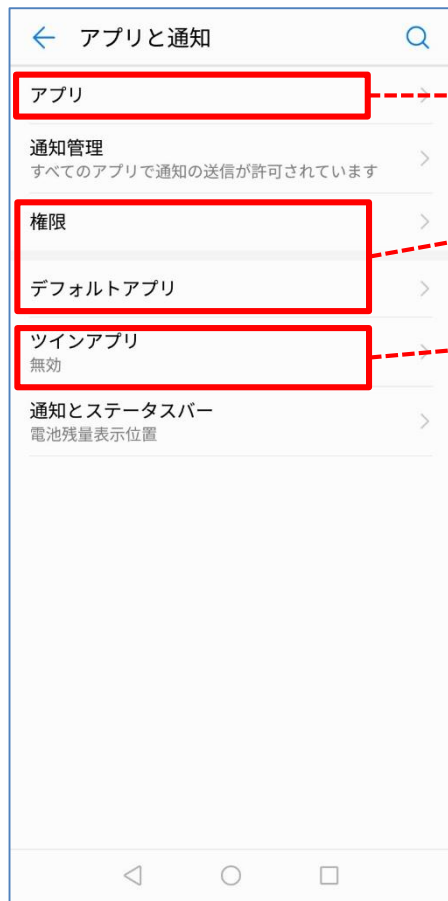 アプリと通知
アプリ
通知管理
すべてのアプリで通知の送信が許可されています
権限
デフォルトアプリ
ツインアプリ
無効
通知とステータスバー
電池残量表示位置